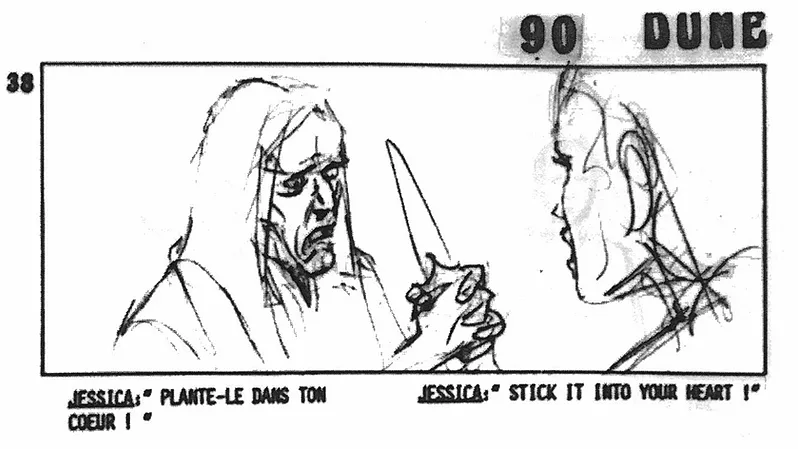 90 DUNE
38
JESSICA:" PLANTE-LE DANS TON
COEUR ! "
JESSICA:" STICK IT INTO YOUR HEART !"